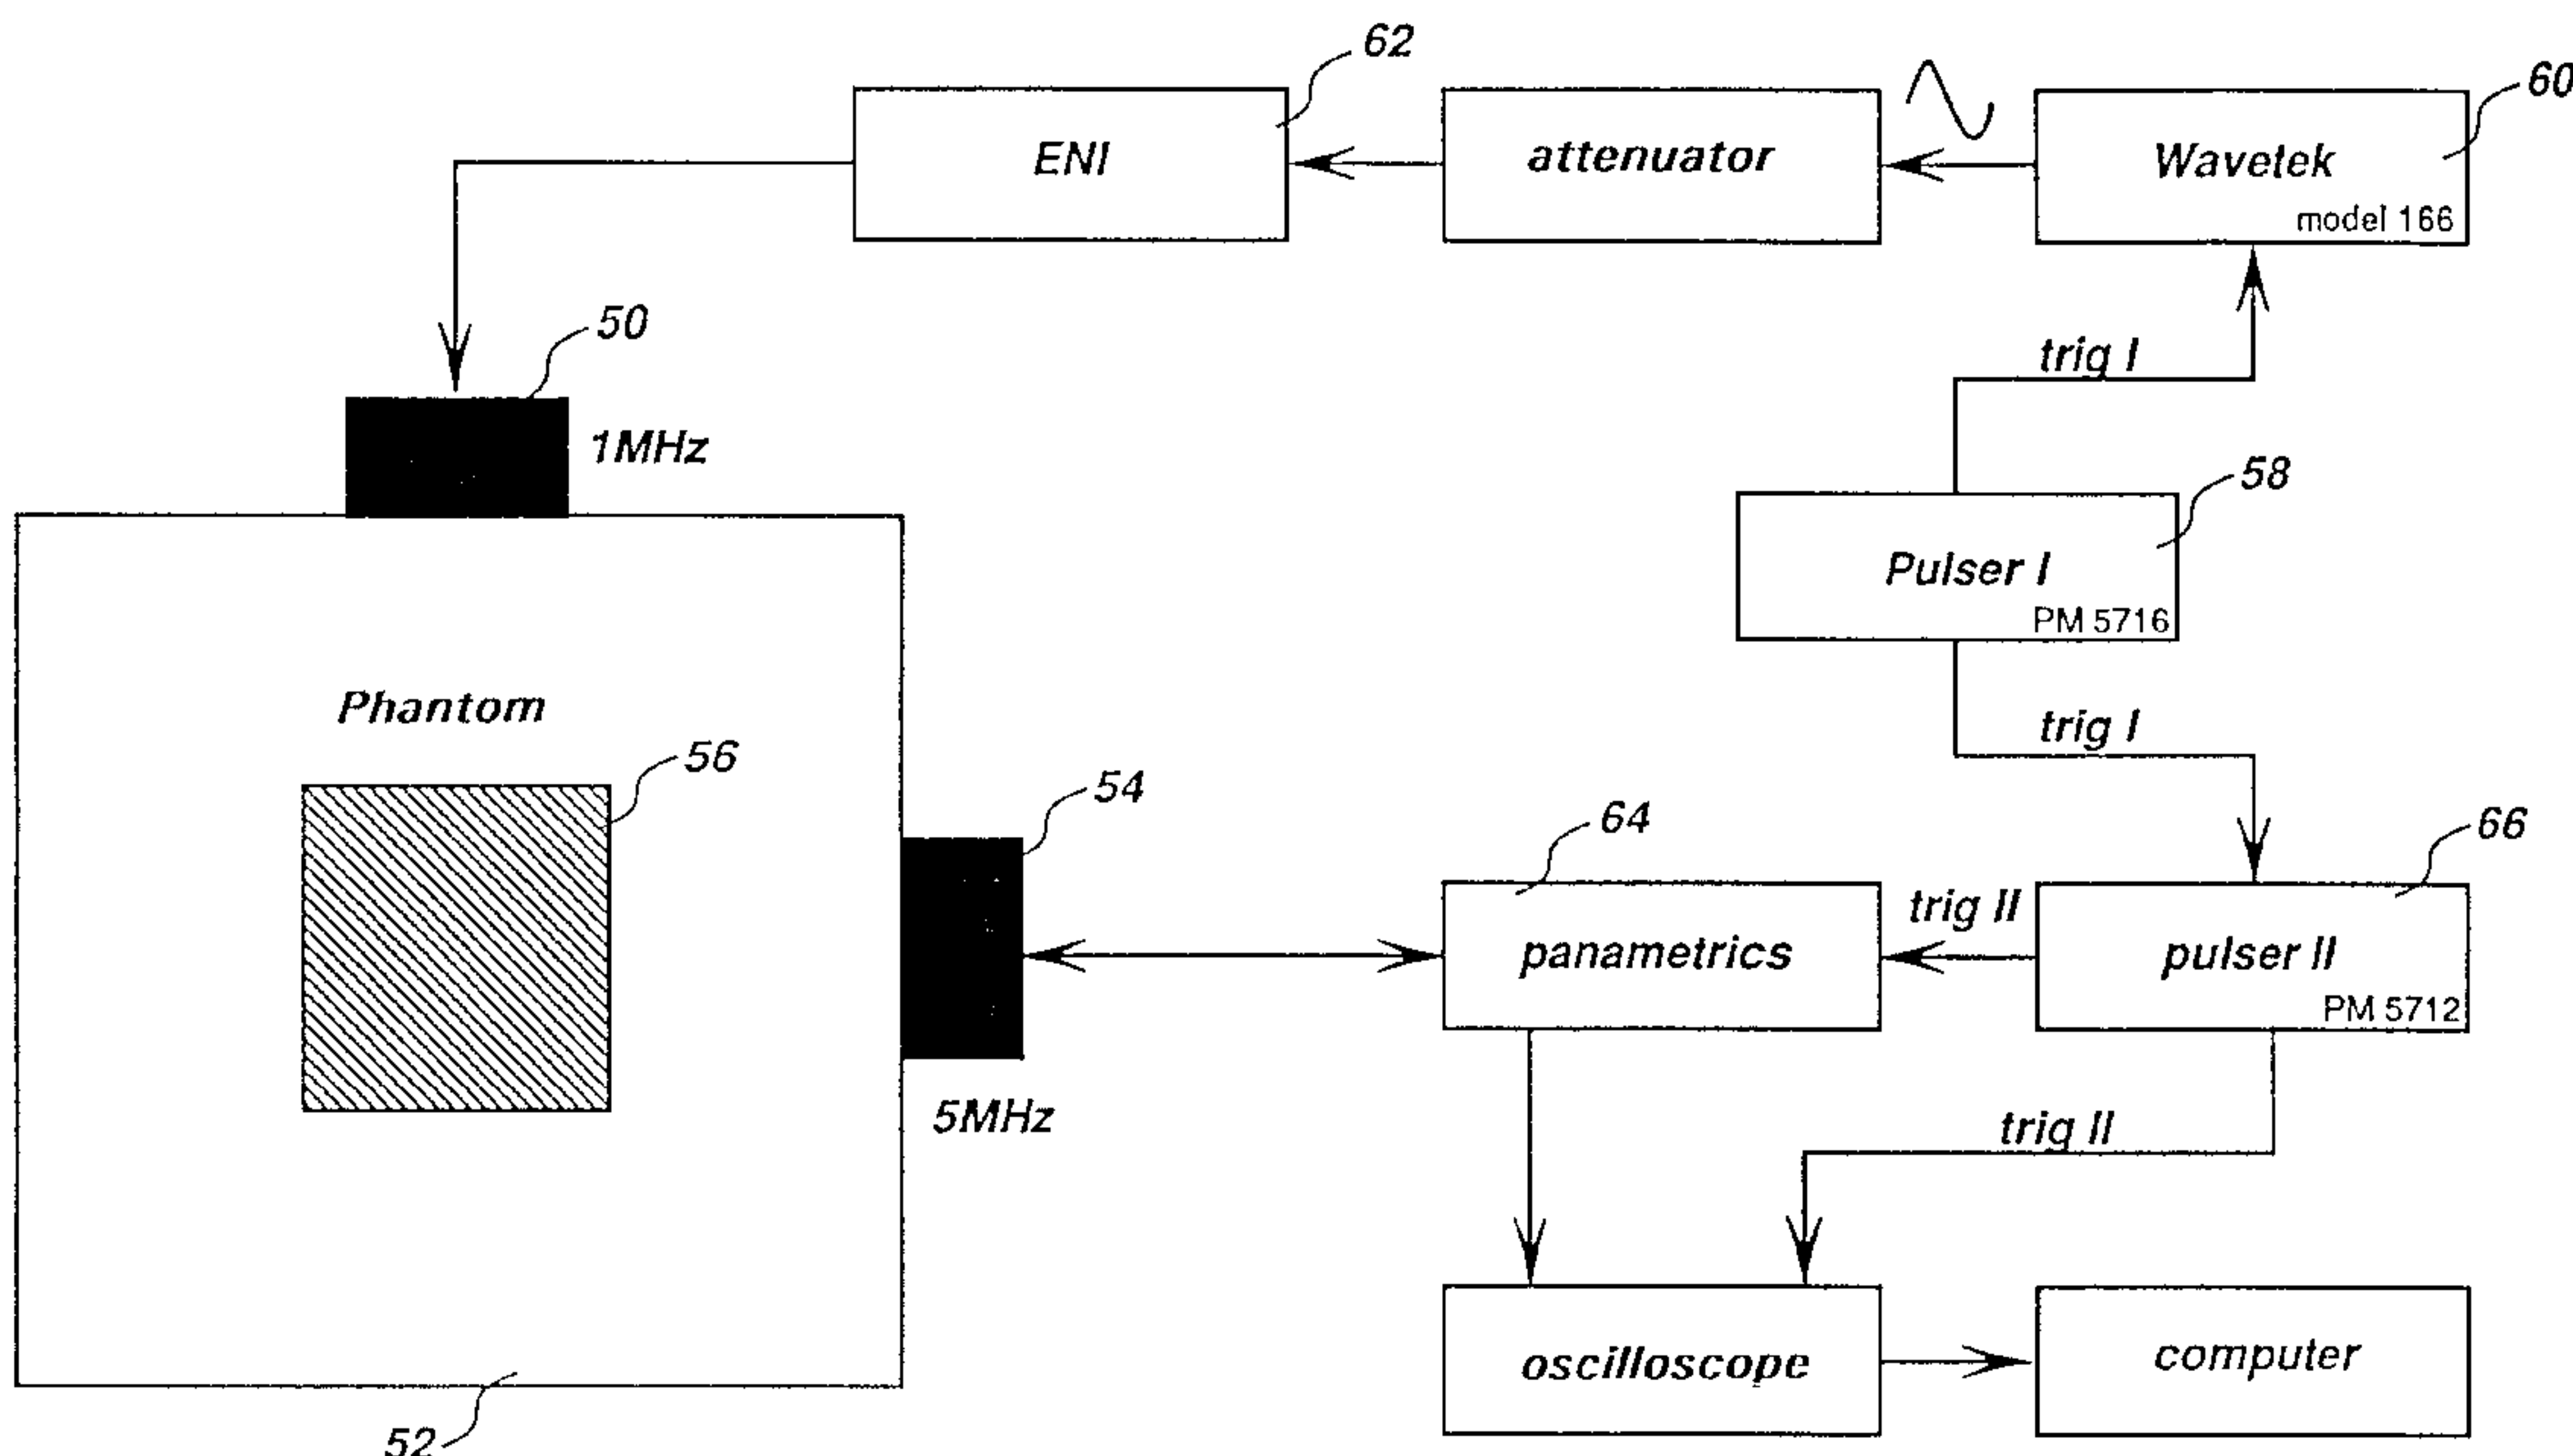 62
60
ENI
attenuator
Wavetek
model 166
50
trig I
1MHz
58
Pulser I
PM 5716
Phantom
trig I
56
54
64
66
trig II
panametrics
pulser II
PM 5712
5MHz
trig II
oscilloscope
computer
52